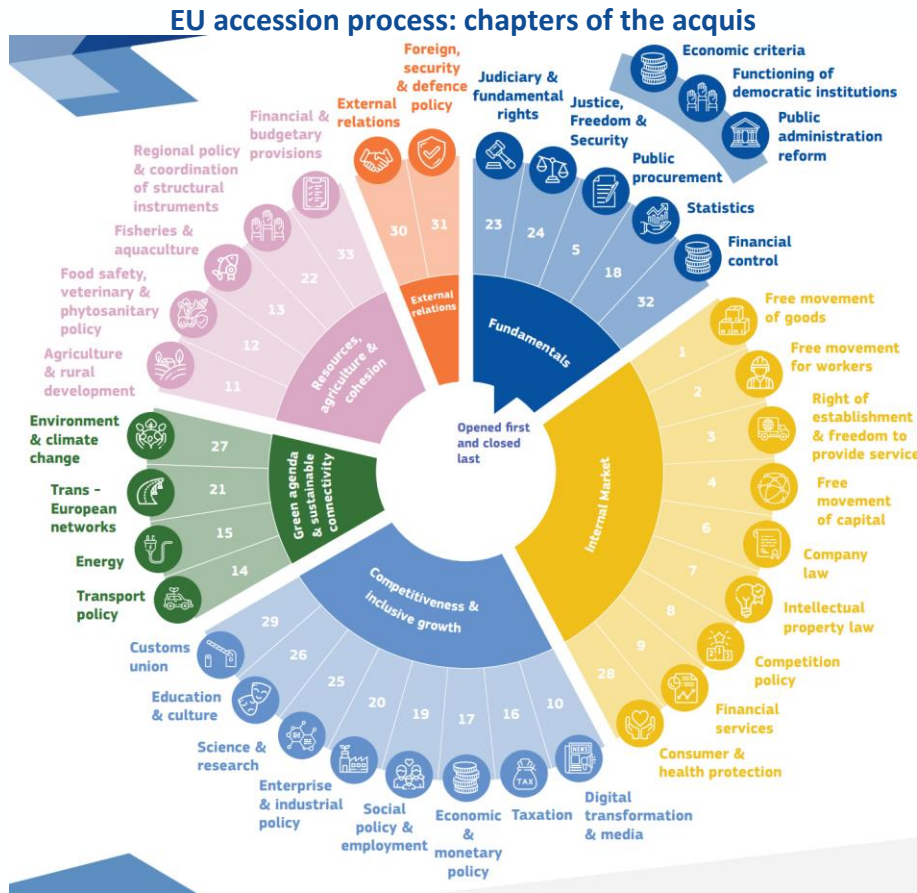 EU accession process: chapters of the acquis
Economic criteria
Functioning of
democratic institutions
Public
administration
reform
Judiciary &
fundamental
rights
Justice,
Freedom &
Security
Public
procurement
Statistics
Financial
control
23
24
5
18
32
Fundamentals
Opened first
and closed
last
Free movement
of goods
Free movement
for workers
Right of
establishment
& freedom to
provide service
Free
movement
of capital
Company
law
Intellectual
property law
Competition
policy
Financial
services
Consumer &
health protection
1
2
3
4
6
7
8
9
28
Internal Market
Digital
transformation
& media
Taxation
TAX
NEWS
Economic
&
monetary
policy
Social
policy &
employment
Enterprise
& industrial
policy
Science &
research
Education
& culture
Customs
union
10
16
17
19
20
25
26
29
Competitiveness &
inclusive growth
Transport
policy
Energy
Trans -
European
networks
Environment
& climate
change
14
15
21
27
Green agenda
& sustainable
connectivity
Agriculture
& rural
development
Food safety,
veterinary &
phytosanitary
policy
Fisheries &
aquaculture
Regional policy
& coordination
of structural
instruments
Financial &
budgetary
provisions
11
12
13
22
33
Resources,
agriculture &
cohesion
External
relations
Foreign,
security
& defence
policy
30
31
External
relations